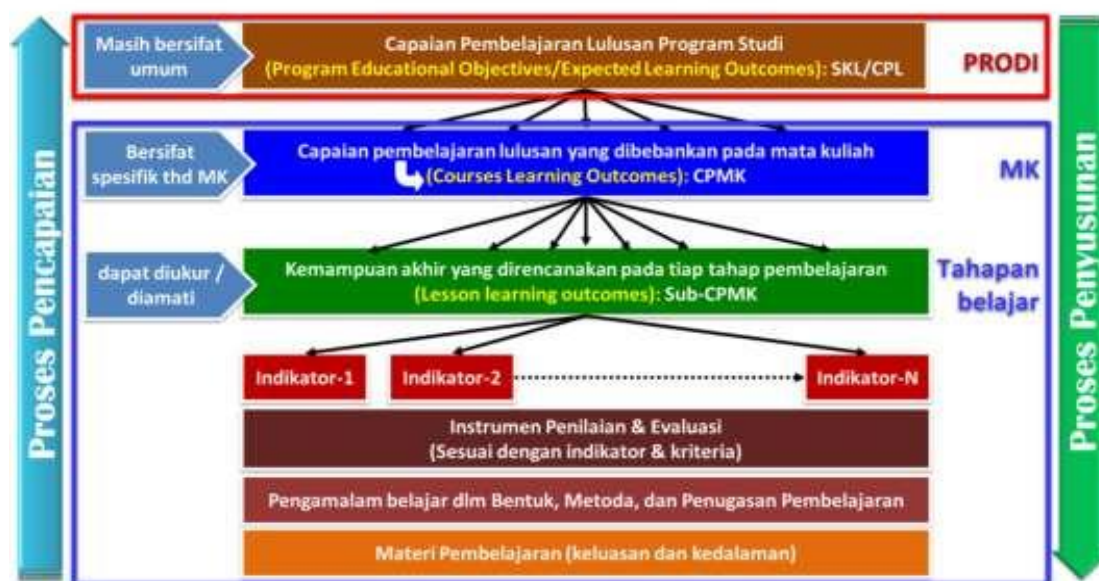 Proses Pencapaian
Masih bersifat
umum
Capaian Pembelajaran Lulusan Program Studi
(Program Educational Objectives/Expected Learning Outcomes): SKL/CPL
PRODI
Bersifat
spesifik thd MK
Capaian pembelajaran lulusan yang dibebankan pada mata kuliah
(Courses Learning Outcomes): CPMK
MK
dapat diukur /
diamati
Kemampuan akhir yang direncanakan pada tiap tahap pembelajaran
(Lesson learning outcomes): Sub-CPMK
Tahapan
belajar
Indikator-1
Indikator-2
Indikator-N
Instrumen Penilaian & Evaluasi
(Sesuai dengan indikator & kriteria)
Pengamalam belajar dlm Bentuk, Metoda, dan Penugasan Pembelajaran
Materi Pembelajaran (keluasan dan kedalaman)
Proses Penyusunan